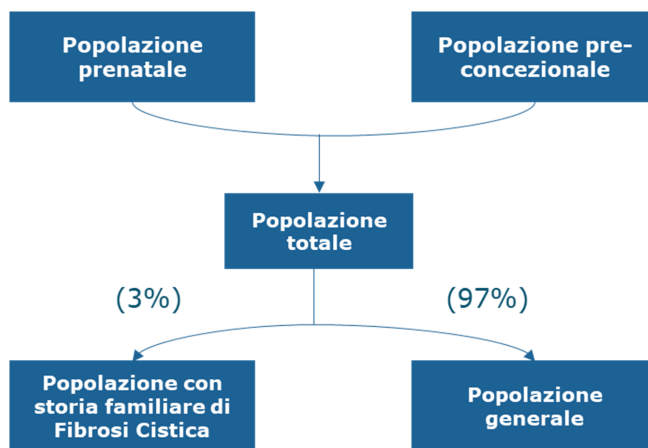 Popolazione
prenatale
Popolazione pre-
concezionale
Popolazione
totale
(3%)
(97%)
Popolazione con
storia familiare di
Fibrosi Cistica
Popolazione
generale